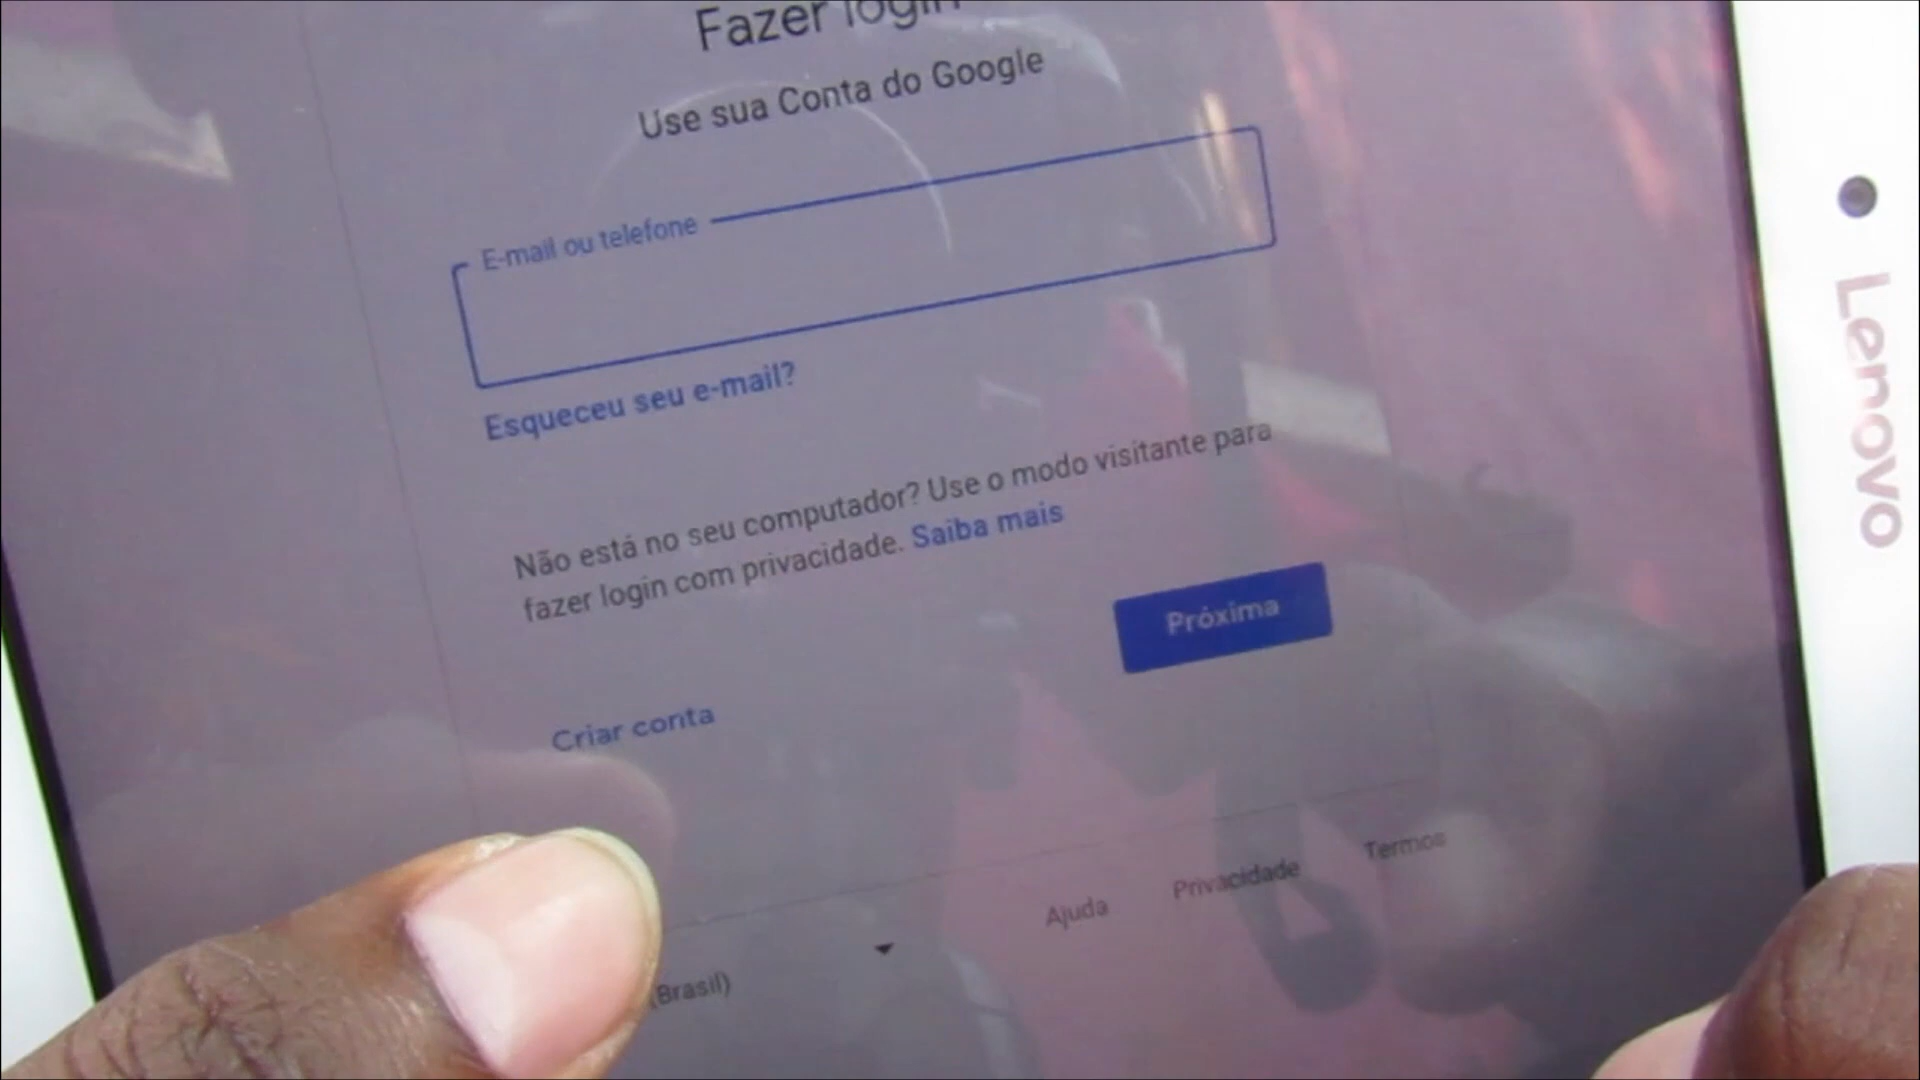 Fazer login
Use sua Conta do Google
E-mail ou telefone
Esqueceu seu e-mail?
Não está no seu computador? Use o modo visitante para
fazer login com privacidade. Saiba mais
Próxima
Criar conta
(Brasil)
Ajuda
Privacidade
Termos
Lenovo